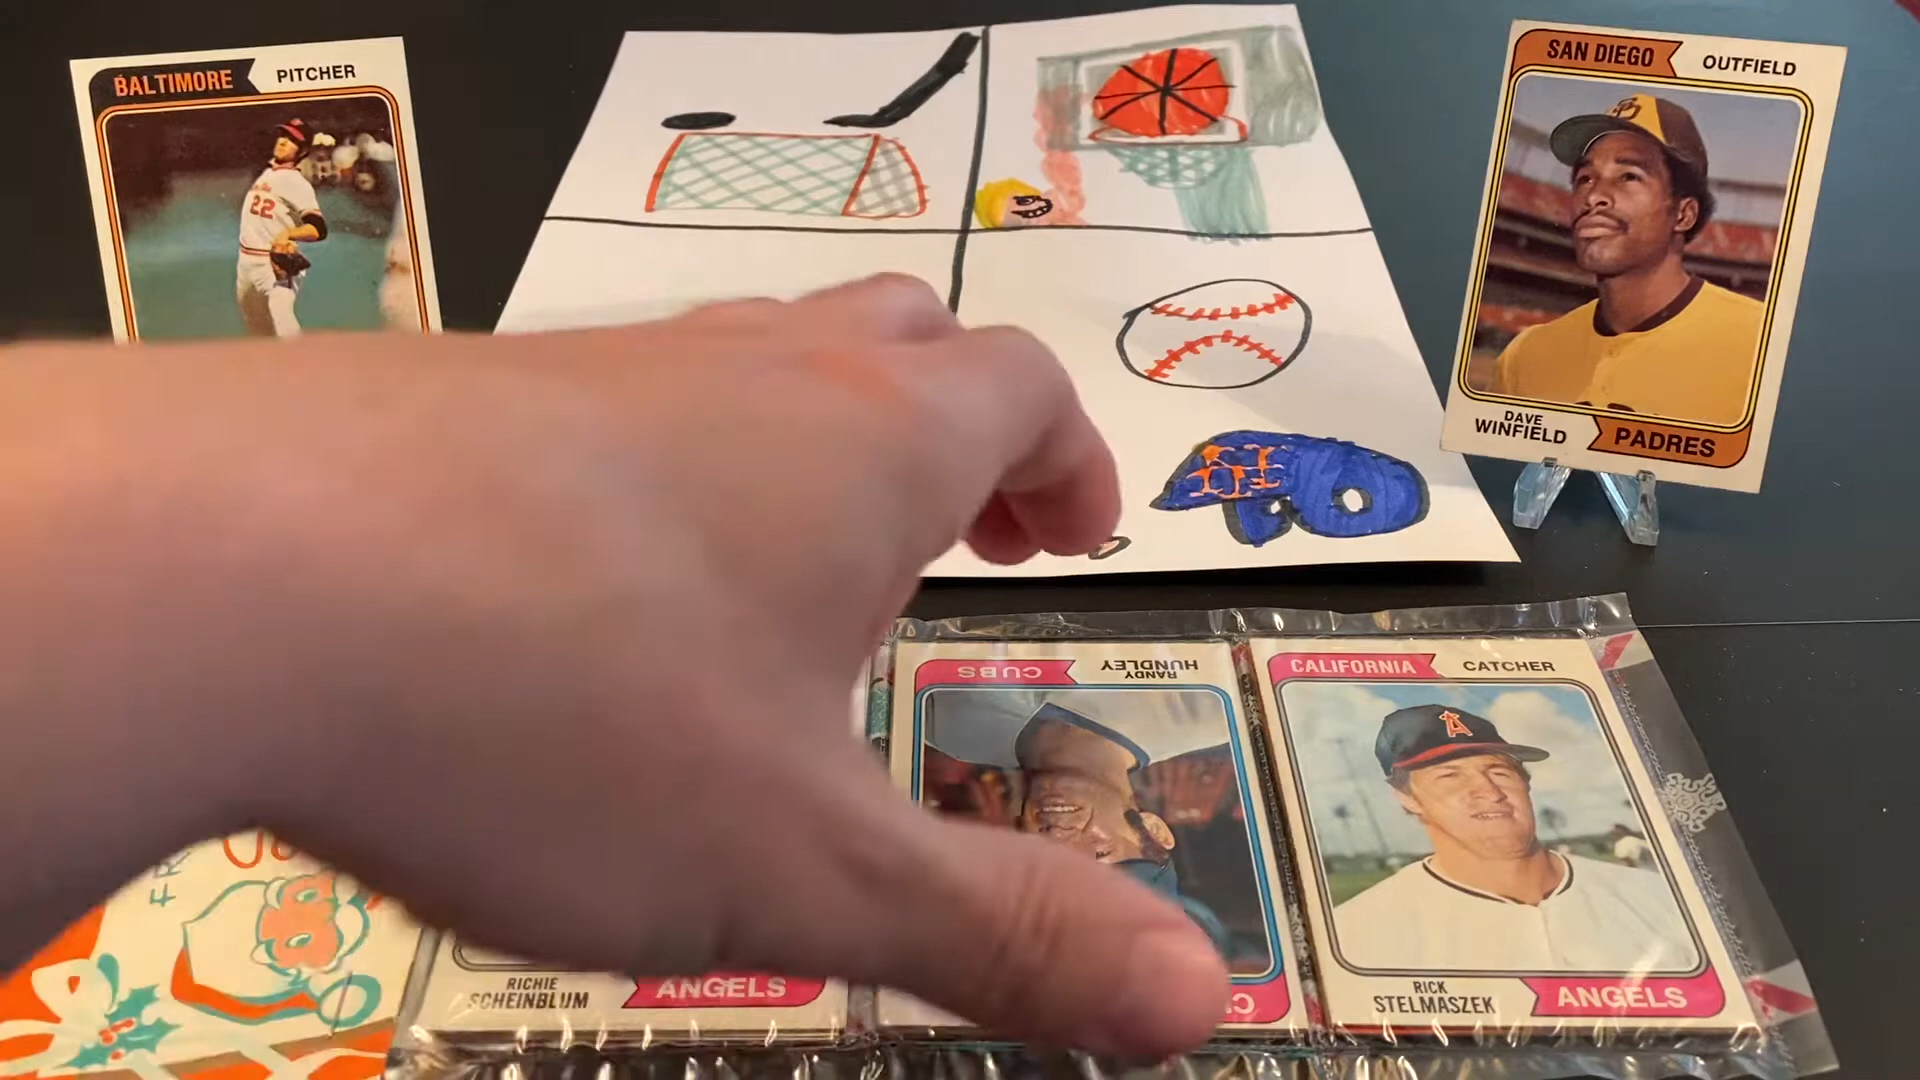 BALTIMORE
PITCHER
22
SAN DIEGO
OUTFIELD
DAVE
WINFIELD
PADRES
CUBS
RANDY
HUNDLEY
CALIFORNIA
CATCHER
A
RICHIE
SCHEINBLUM
ANGELS
RICK
STELMASZEK
ANGELS